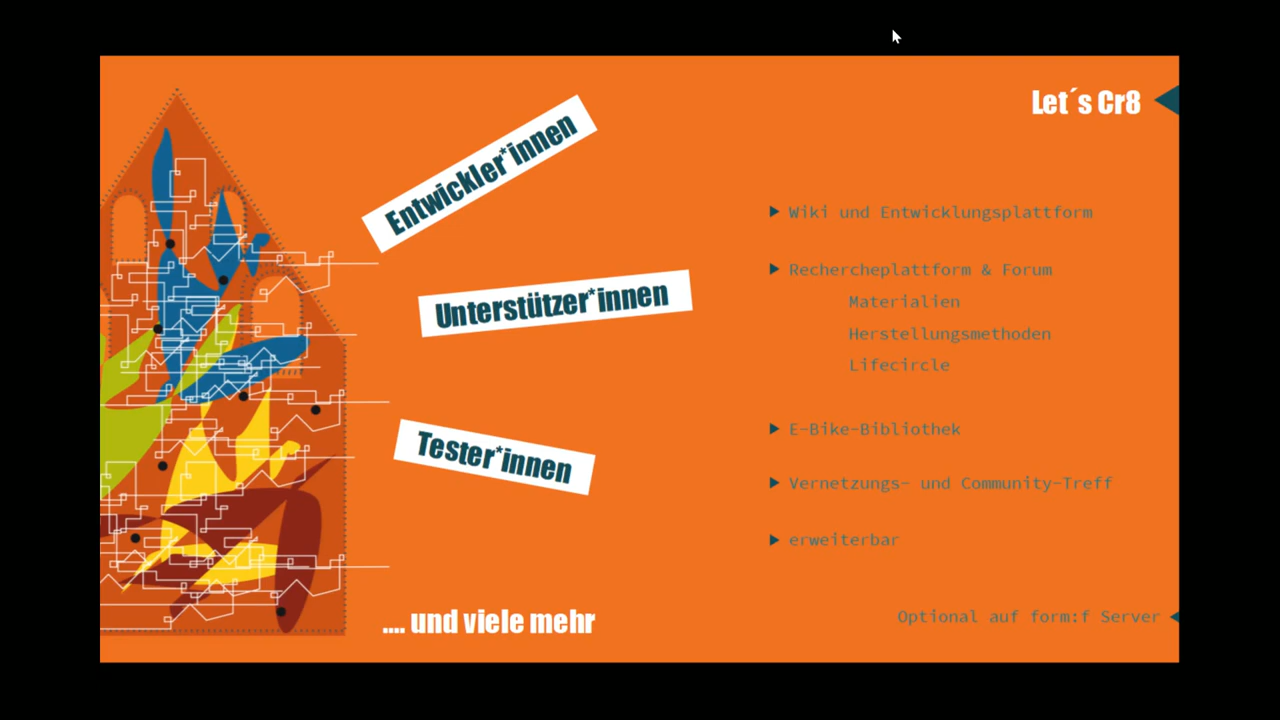 Let´s Cr8
Entwickler*innen
Unterstützer*innen
Tester*innen
.... und viele mehr
Wiki und Entwicklungsplattform
Rechercheplattform & Forum
Materialien
Herstellungsmethoden
Lifecircle
E-Bike-Bibliothek
Vernetzungs- und Community-Treff
erweiterbar
Optional auf form:f Server